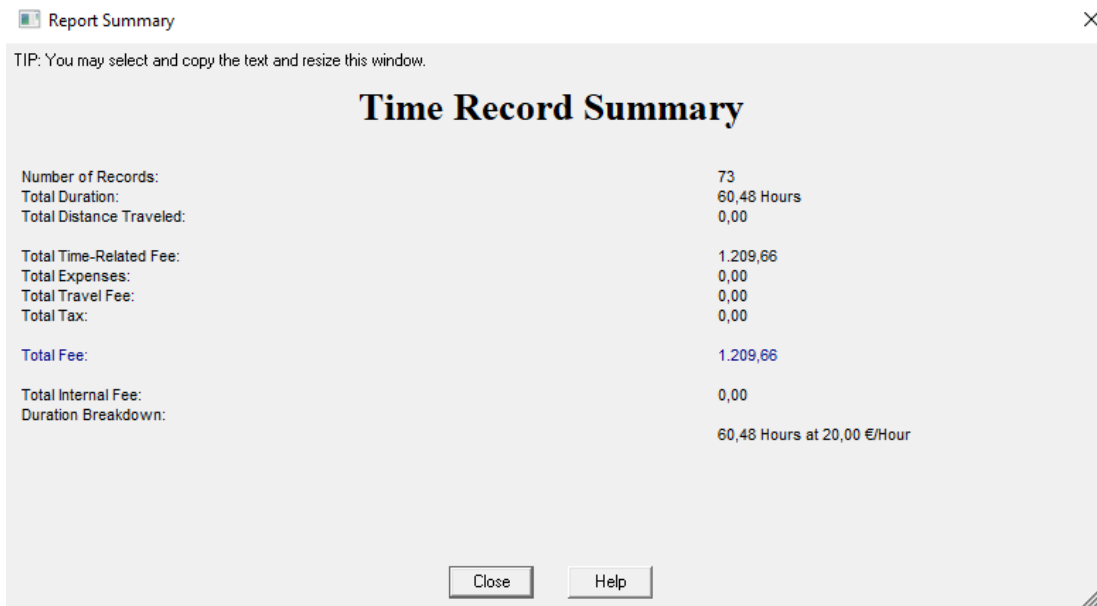 Report Summary
TIP: You may select and copy the text and resize this window.
Time Record Summary
Number of Records: 73
Total Duration: 60,48 Hours
Total Distance Traveled: 0,00
Total Time-Related Fee: 1.209,66
Total Expenses: 0,00
Total Travel Fee: 0,00
Total Tax: 0,00
Total Fee: 1.209,66
Total Internal Fee: 0,00
Duration Breakdown:
60,48 Hours at 20,00 €/Hour
Close Help